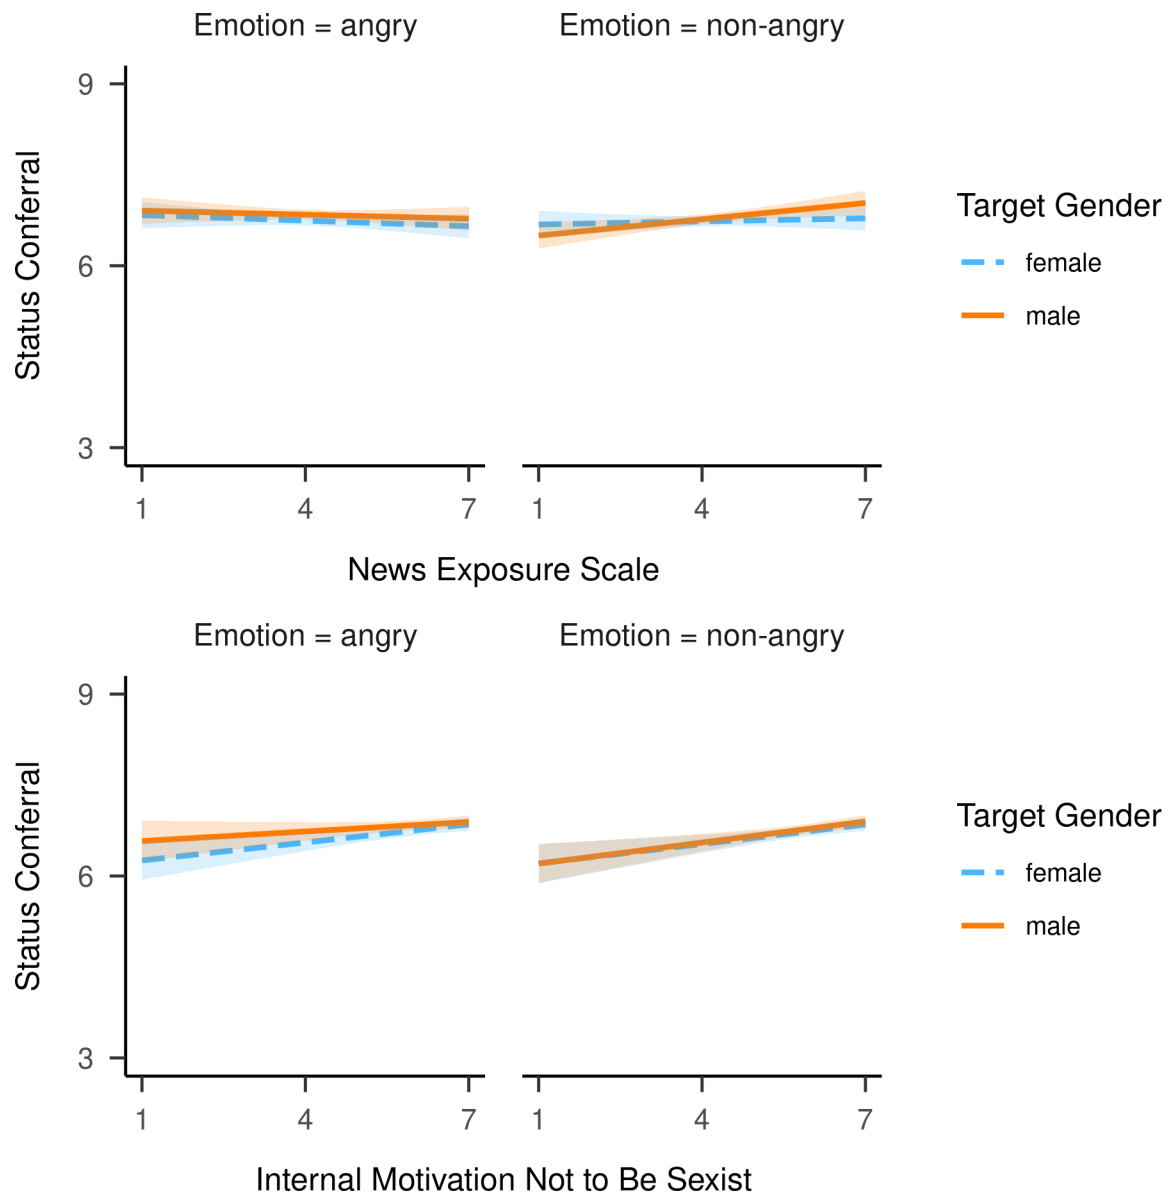 Emotion = angry
Emotion = non-angry
9
6
3
Status Conferral
1
4
7
1
4
7
News Exposure Scale
Target Gender
female
male
Emotion = angry
Emotion = non-angry
9
6
3
Status Conferral
1
4
7
1
4
7
Internal Motivation Not to Be Sexist
Target Gender
female
male